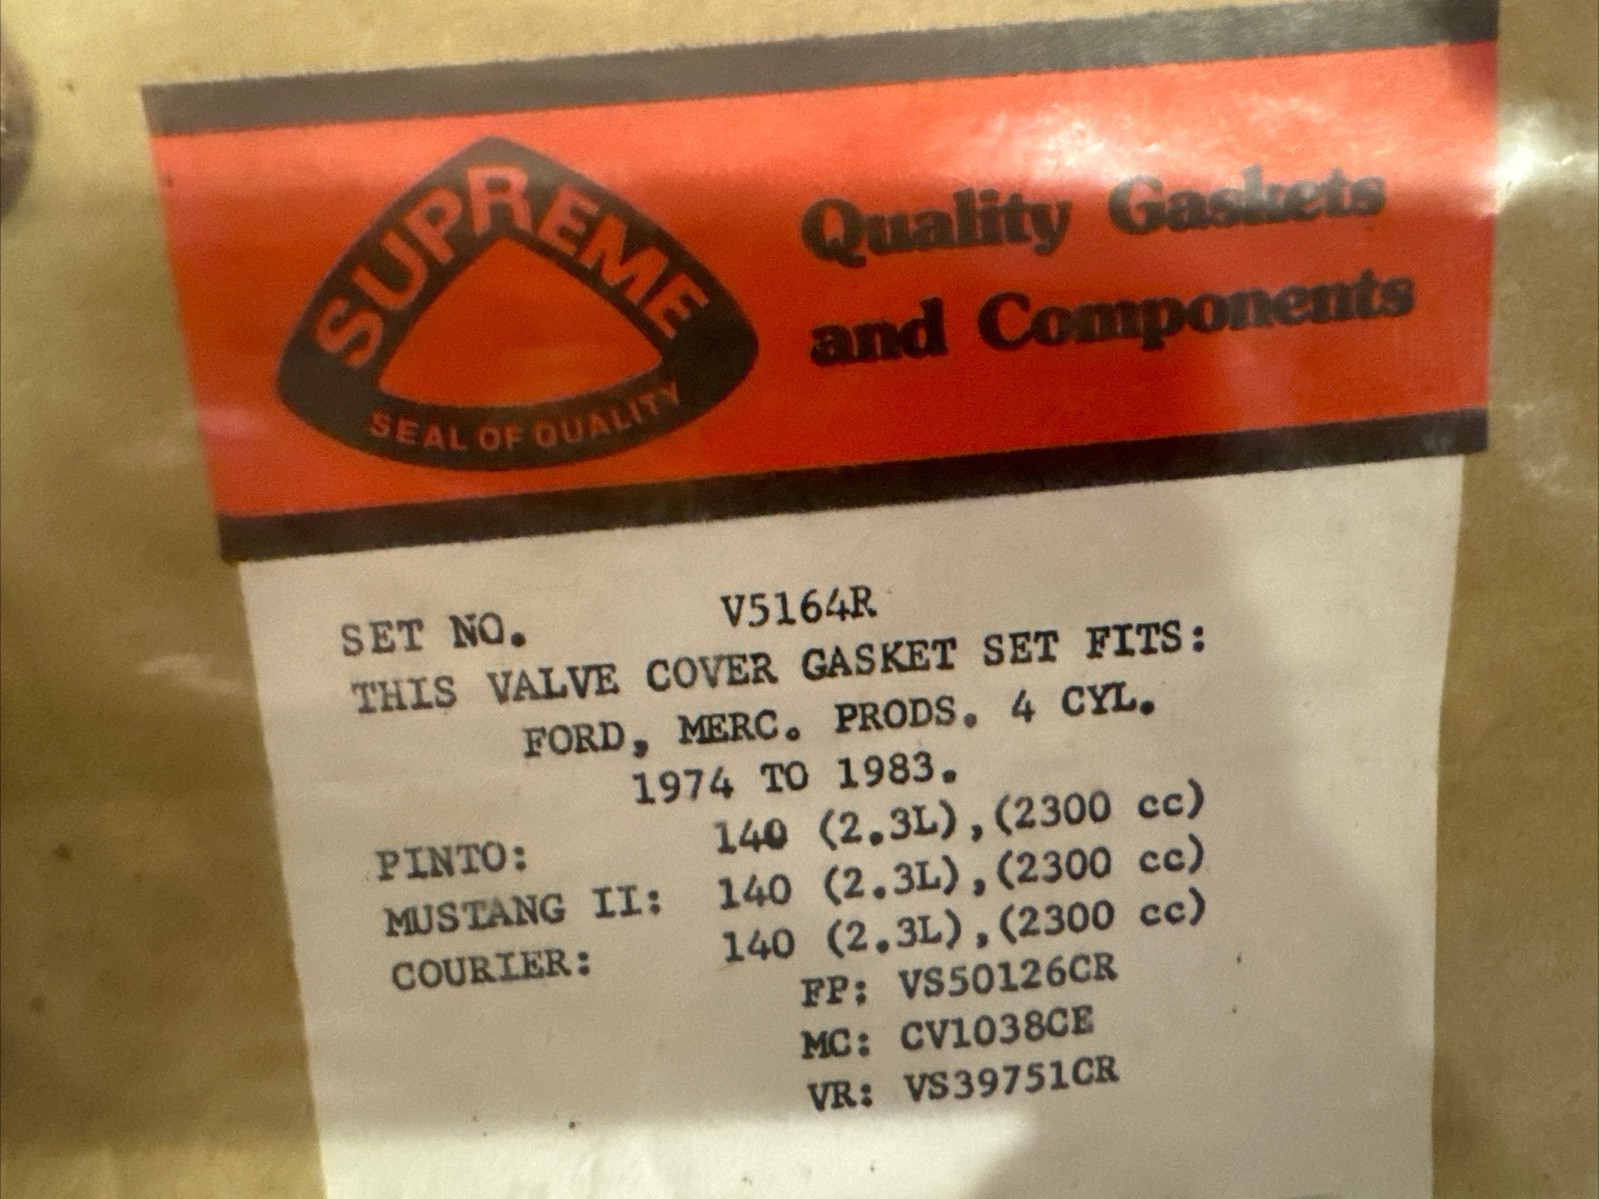 SUPREME
SEAL OF QUALITY
Quality Gaskets
and Components
SET NO. V5164R
THIS VALVE COVER GASKET SET FITS:
FORD, MERC. PRODS. 4 CYL.
1974 TO 1983.
PINTO: 140 (2.3L),(2300 cc)
MUSTANG II: 140 (2.3L),(2300 cc)
COURIER: 140 (2.3L),(2300 cc)
FP: VS50126CR
MC: CV1038CE
VR: VS39751CR